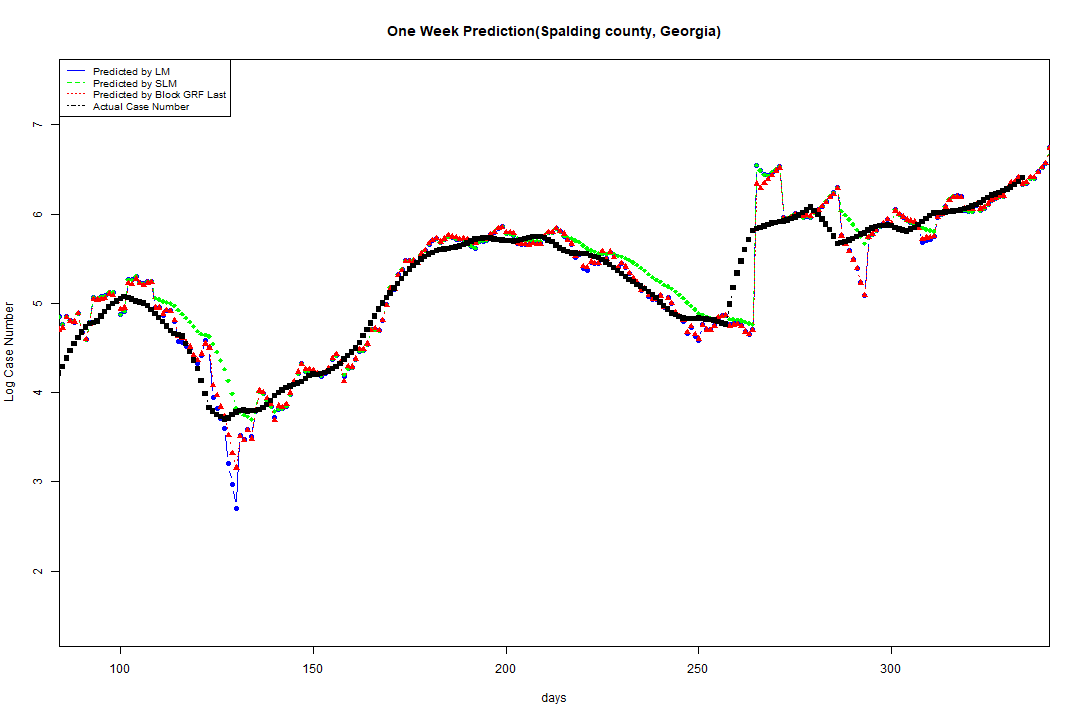 One Week Prediction(Spalding county, Georgia)
Predicted by LM
Predicted by SLM
Predicted by Block GRF Last
Actual Case Number
7
6
5
4
3
2
Log Case Number
100 150 200 250 300
days